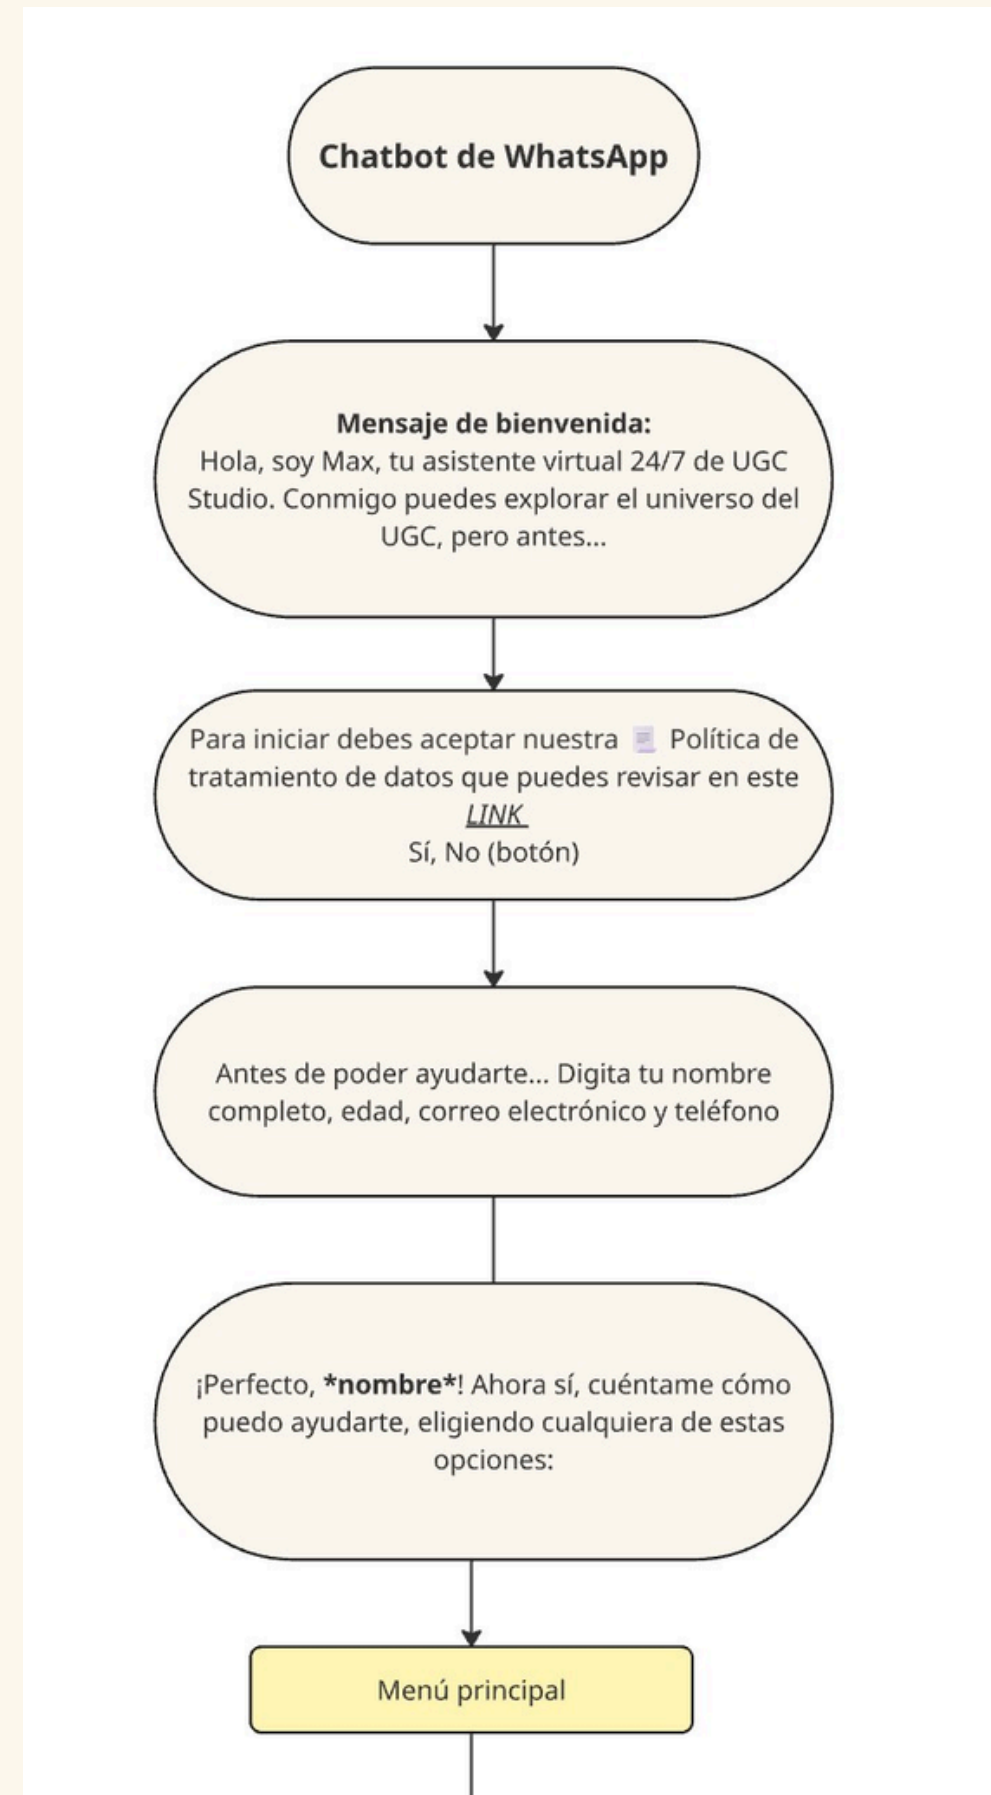 Chatbot de WhatsApp
Mensaje de bienvenida:
Hola, soy Max, tu asistente virtual 24/7 de UGC
Studio. Conmigo puedes explorar el universo del
UGC, pero antes...
Para iniciar debes aceptar nuestra 📃 Política de
tratamiento de datos que puedes revisar en este
LINK
Sí, No (botón)
Antes de poder ayudarte... Digita tu nombre
completo, edad, correo electrónico y teléfono
¡Perfecto, *nombre*! Ahora sí, cuéntame cómo
puedo ayudarte, eligiendo cualquiera de estas
opciones:
Menú principal